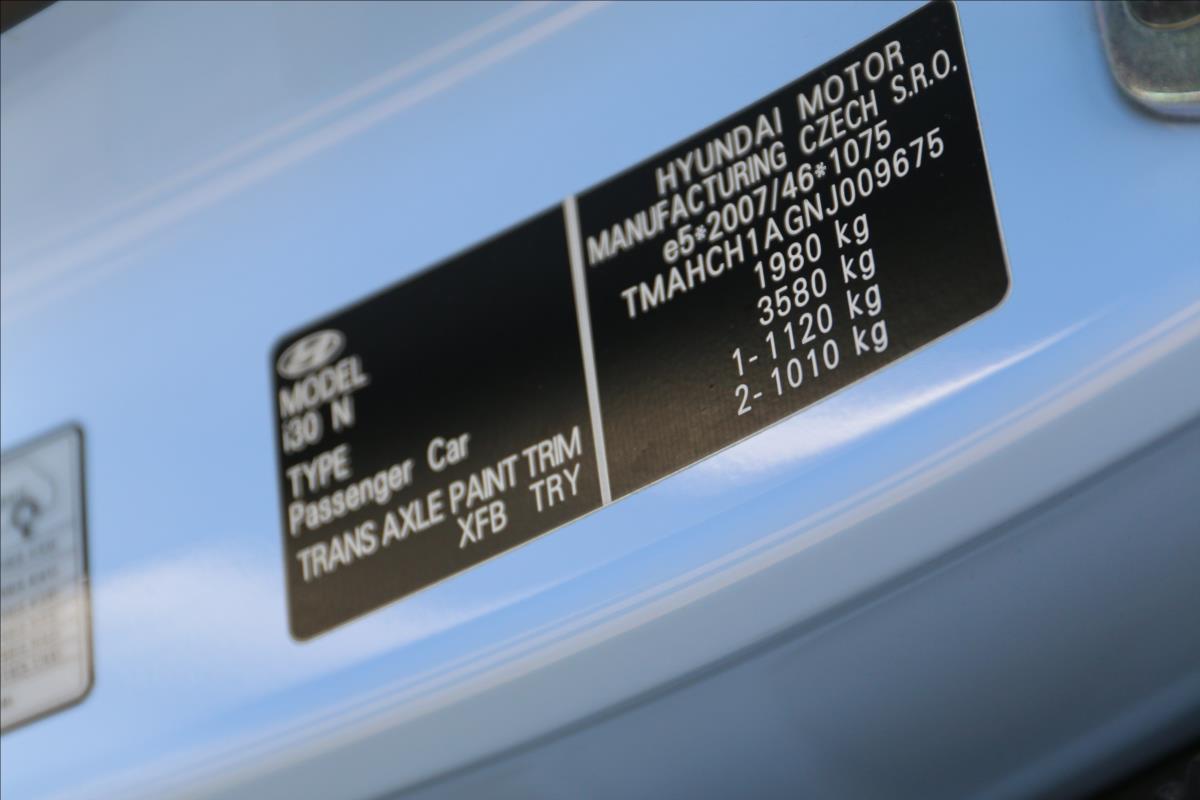 MODEL
i30 N
TYPE
Passenger Car
TRANS AXLE PAINT TRIM
XFB TRY
HYUNDAI MOTOR
MANUFACTURING CZECH S.R.O.
e5*2007/46*1075
TMAHCH1AGNJ009675
1980 kg
3580 kg
1-1120 kg
2-1010 kg